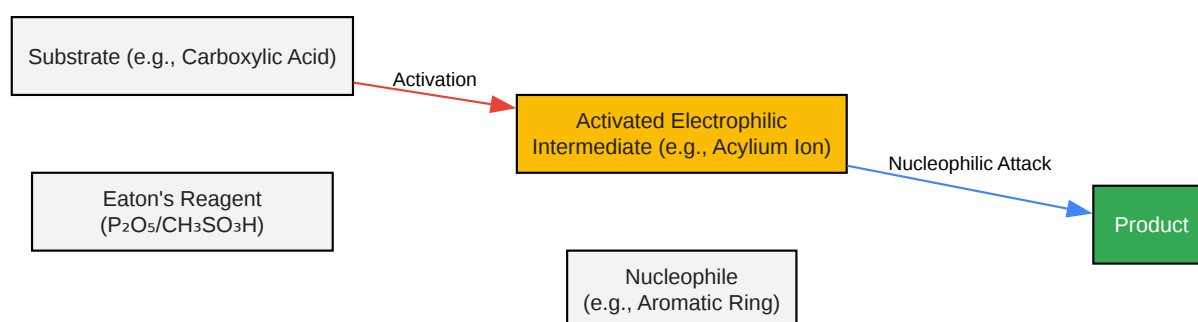 Substrate (e.g., Carboxylic Acid)
Activation
Activated Electrophilic
Intermediate (e.g., Acylium Ion)
Nucleophilic Attack
Eaton's Reagent
(P₂O₅/CH₃SO₃H)
Product
Nucleophile
(e.g., Aromatic Ring)